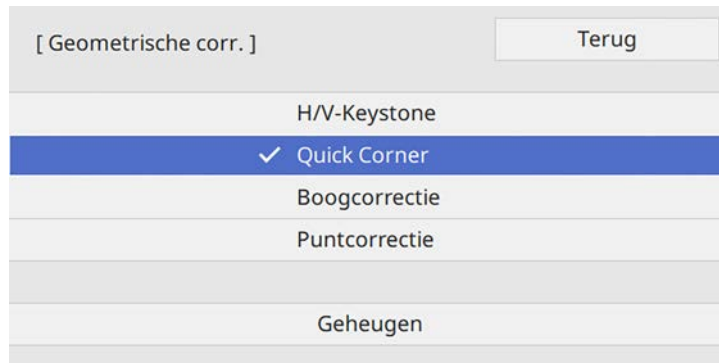 [ Geometrische corr. ]
Terug
H/V-Keystone
Quick Corner
Boogcorrectie
Puntcorrectie
Geheugen